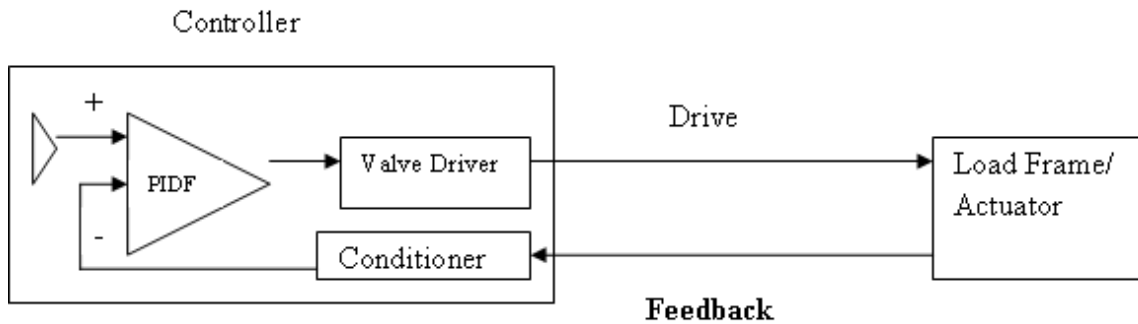 Controller
+
Drive
PIDF
Valve Driver
Load Frame/
Actuator
-
Conditioner
Feedback